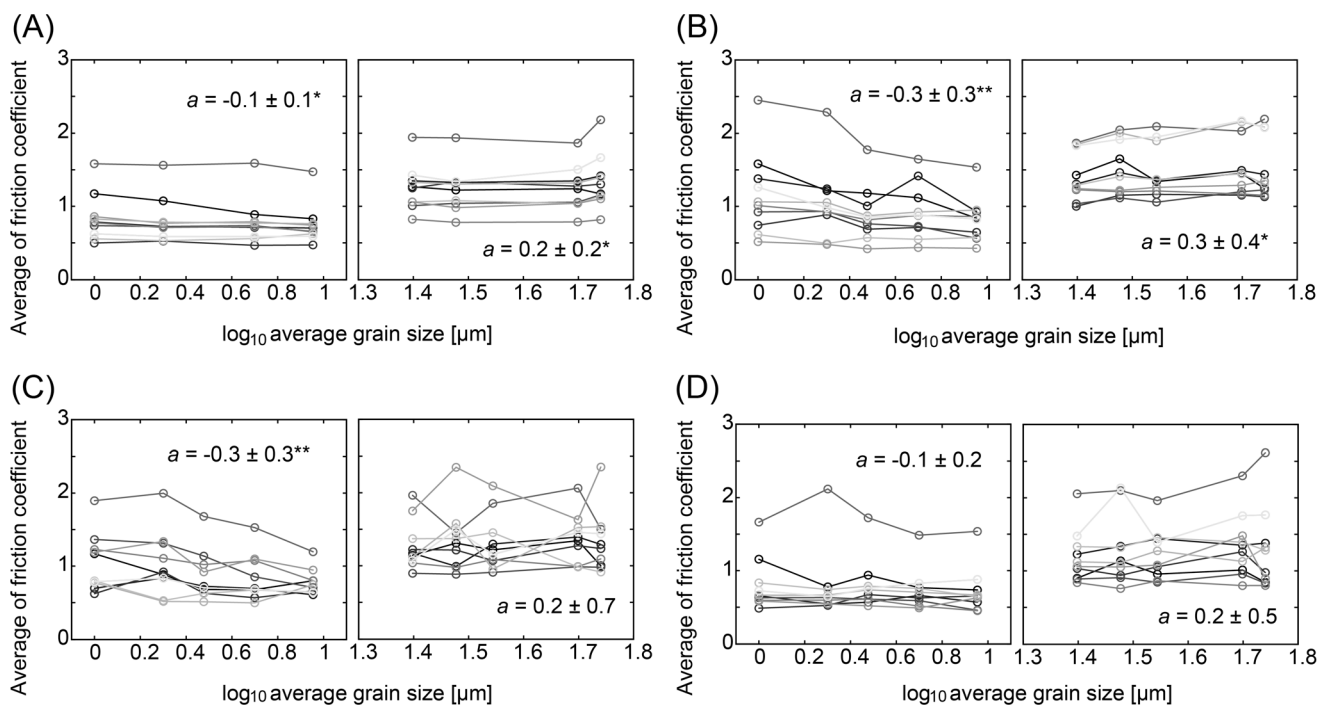 (A)
Average of friction coefficient
3
2
1
0
a = -0.1 ± 0.1*
a = 0.2 ± 0.2*
0 0.2 0.4 0.6 0.8 1 1.3 1.4 1.5 1.6 1.7 1.8
log10 average grain size [µm]
(B)
Average of friction coefficient
3
2
1
0
a = -0.3 ± 0.3**
a = 0.3 ± 0.4*
0 0.2 0.4 0.6 0.8 1 1.3 1.4 1.5 1.6 1.7 1.8
log10 average grain size [µm]
(C)
Average of friction coefficient
3
2
1
0
a = -0.3 ± 0.3**
a = 0.2 ± 0.7
0 0.2 0.4 0.6 0.8 1 1.3 1.4 1.5 1.6 1.7 1.8
log10 average grain size [µm]
(D)
Average of friction coefficient
3
2
1
0
a = -0.1 ± 0.2
a = 0.2 ± 0.5
0 0.2 0.4 0.6 0.8 1 1.3 1.4 1.5 1.6 1.7 1.8
log10 average grain size [µm]